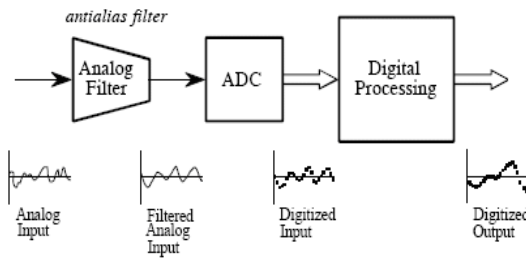 antialias filter
Analog
Filter
ADC
Digital
Processing
Analog
Input
Filtered
Analog
Input
Digitized
Input
Digitized
Output